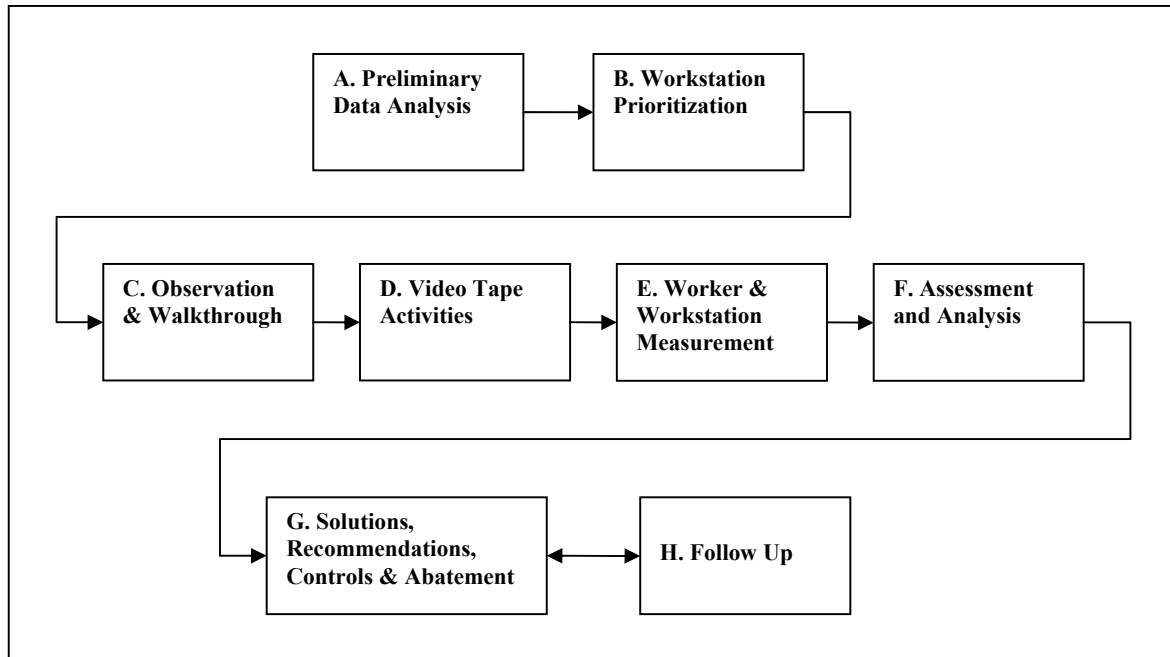 A. Preliminary
Data Analysis
B. Workstation
Prioritization
C. Observation
& Walkthrough
D. Video Tape
Activities
E. Worker &
Workstation
Measurement
F. Assessment
and Analysis
G. Solutions,
Recommendations,
Controls & Abatement
H. Follow Up